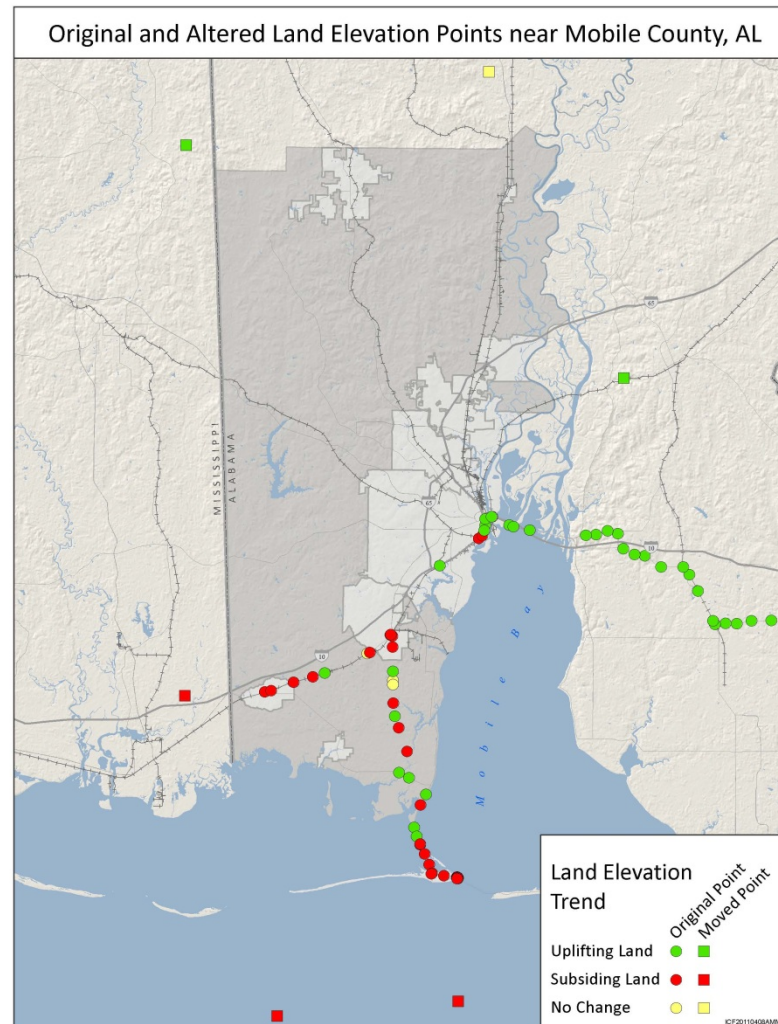 Original and Altered Land Elevation Points near Mobile County, AL
65
MISSISSIPPI
ALABAMA
65
10
10
Mobile Bay
Land Elevation
Trend
Original Point
Moved Point
Uplifting Land
Subsiding Land
No Change
ICF20110408AMM